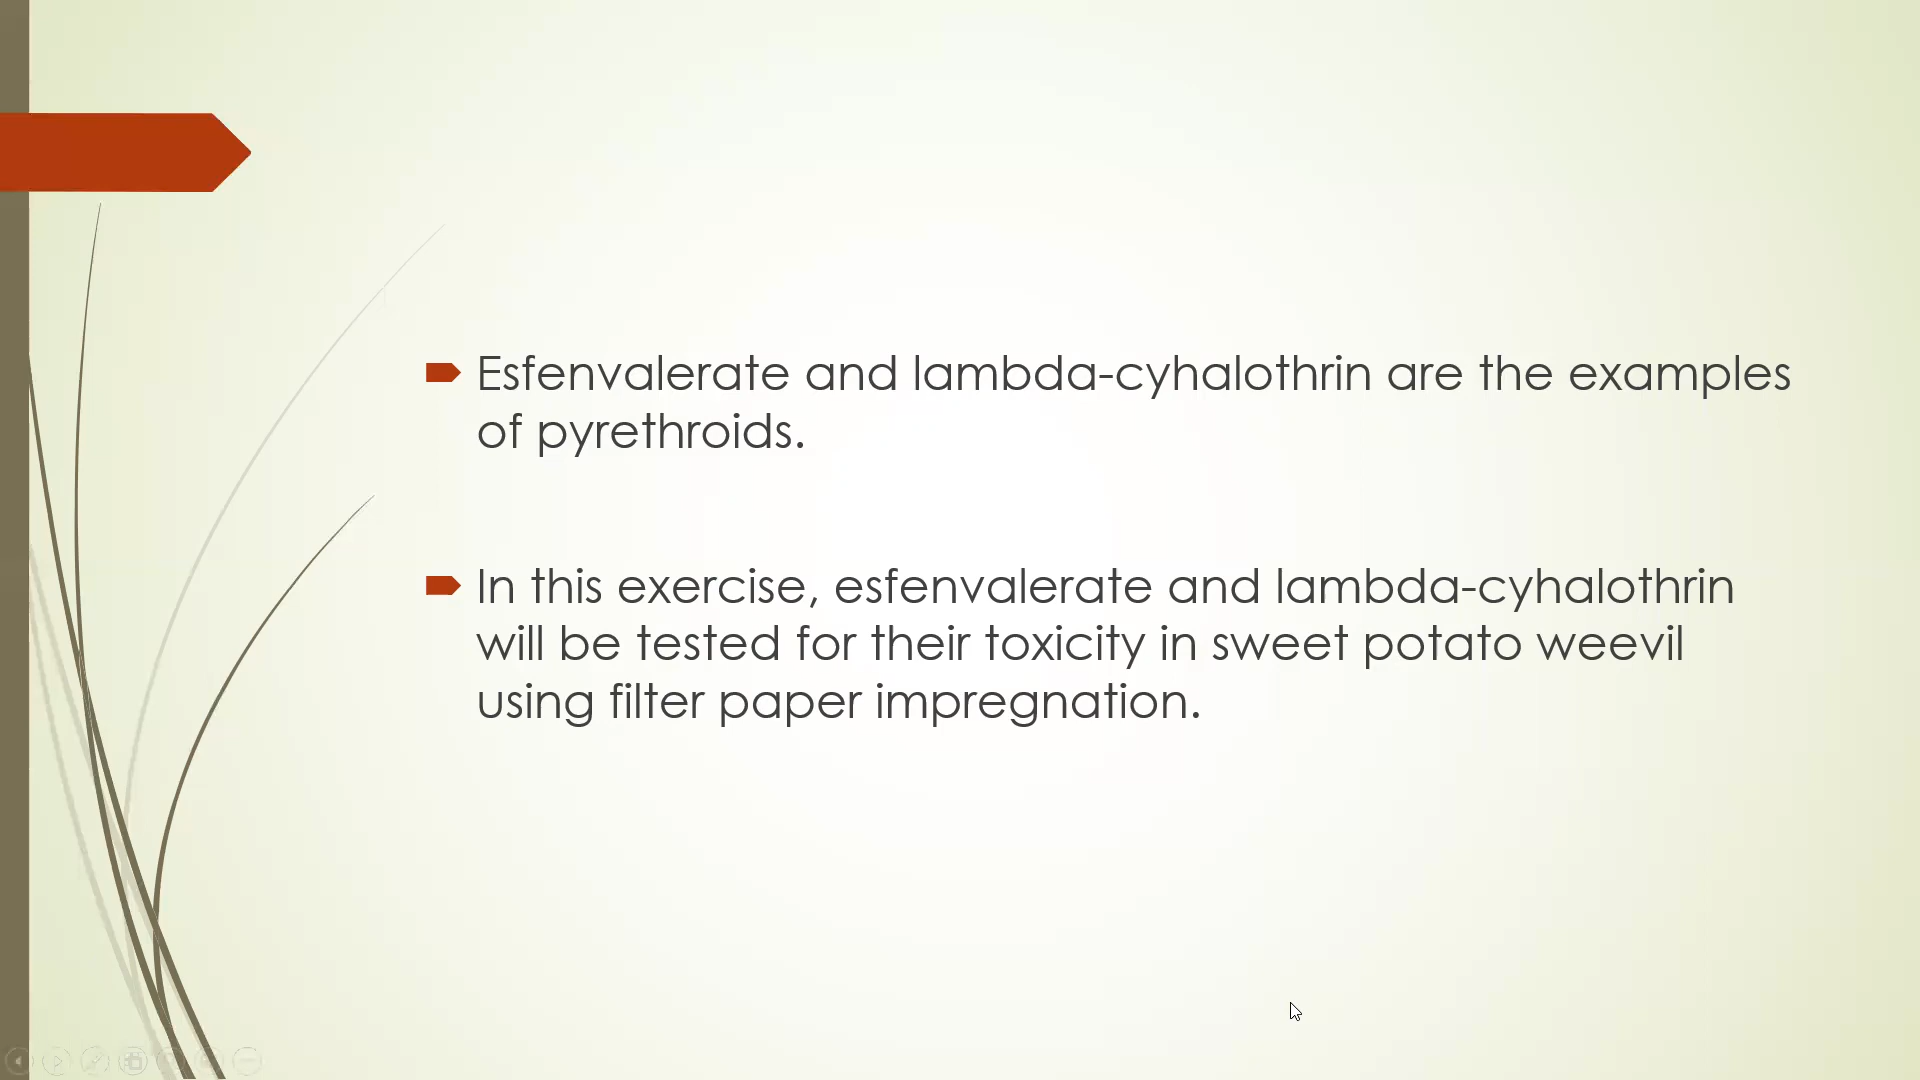 Esfenvalerate and lambda-cyhalothrin are the examples
of pyrethroids.
In this exercise, esfenvalerate and lambda-cyhalothrin
will be tested for their toxicity in sweet potato weevil
using filter paper impregnation.